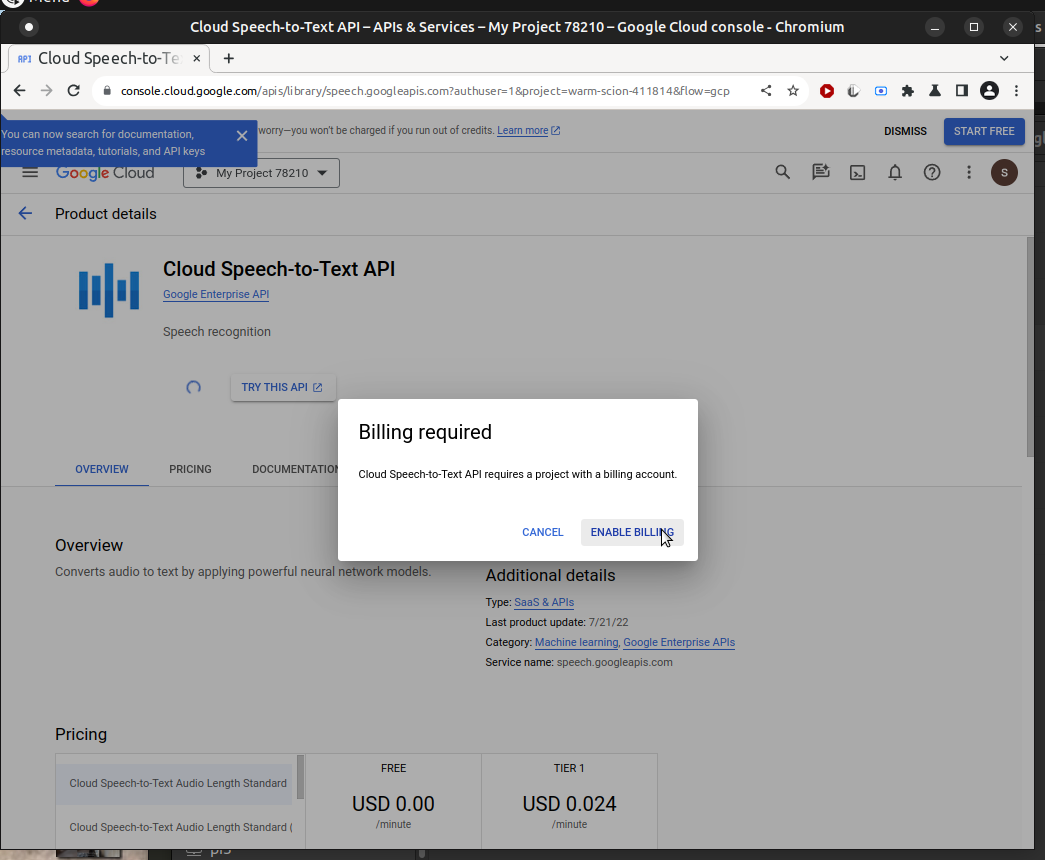 Menu
Cloud Speech-to-Text API – APIs & Services – My Project 78210 – Google Cloud console - Chromium
API Cloud Speech-to-Te
console.cloud.google.com/apis/library/speech.googleapis.com?authuser=1&project=warm-scion-411814&flow=gcp
You can now search for documentation,
resource metadata, tutorials, and API keys
worry—you won't be charged if you run out of credits. Learn more
DISMISS
START FREE
Google Cloud
My Project 78210
S
Product details
Cloud Speech-to-Text API
Google Enterprise API
Speech recognition
TRY THIS API
Billing required
Cloud Speech-to-Text API requires a project with a billing account.
CANCEL
ENABLE BILLING
OVERVIEW
PRICING
DOCUMENTATION
Overview
Converts audio to text by applying powerful neural network models.
Additional details
Type: SaaS & APIs
Last product update: 7/21/22
Category: Machine learning, Google Enterprise APIs
Service name: speech.googleapis.com
Pricing
Cloud Speech-to-Text Audio Length Standard
Cloud Speech-to-Text Audio Length Standard (
FREE
USD 0.00
/minute
TIER 1
USD 0.024
/minute